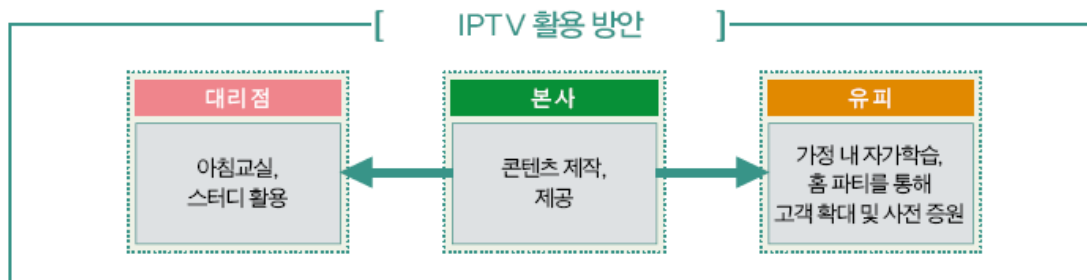 [ IPTV 활용 방안 ]
대리점
아침교실,
스터디 활용
본사
콘텐츠 제작,
제공
유피
가정 내 자가학습,
홈 파티를 통해
고객 확대 및 사전 증원